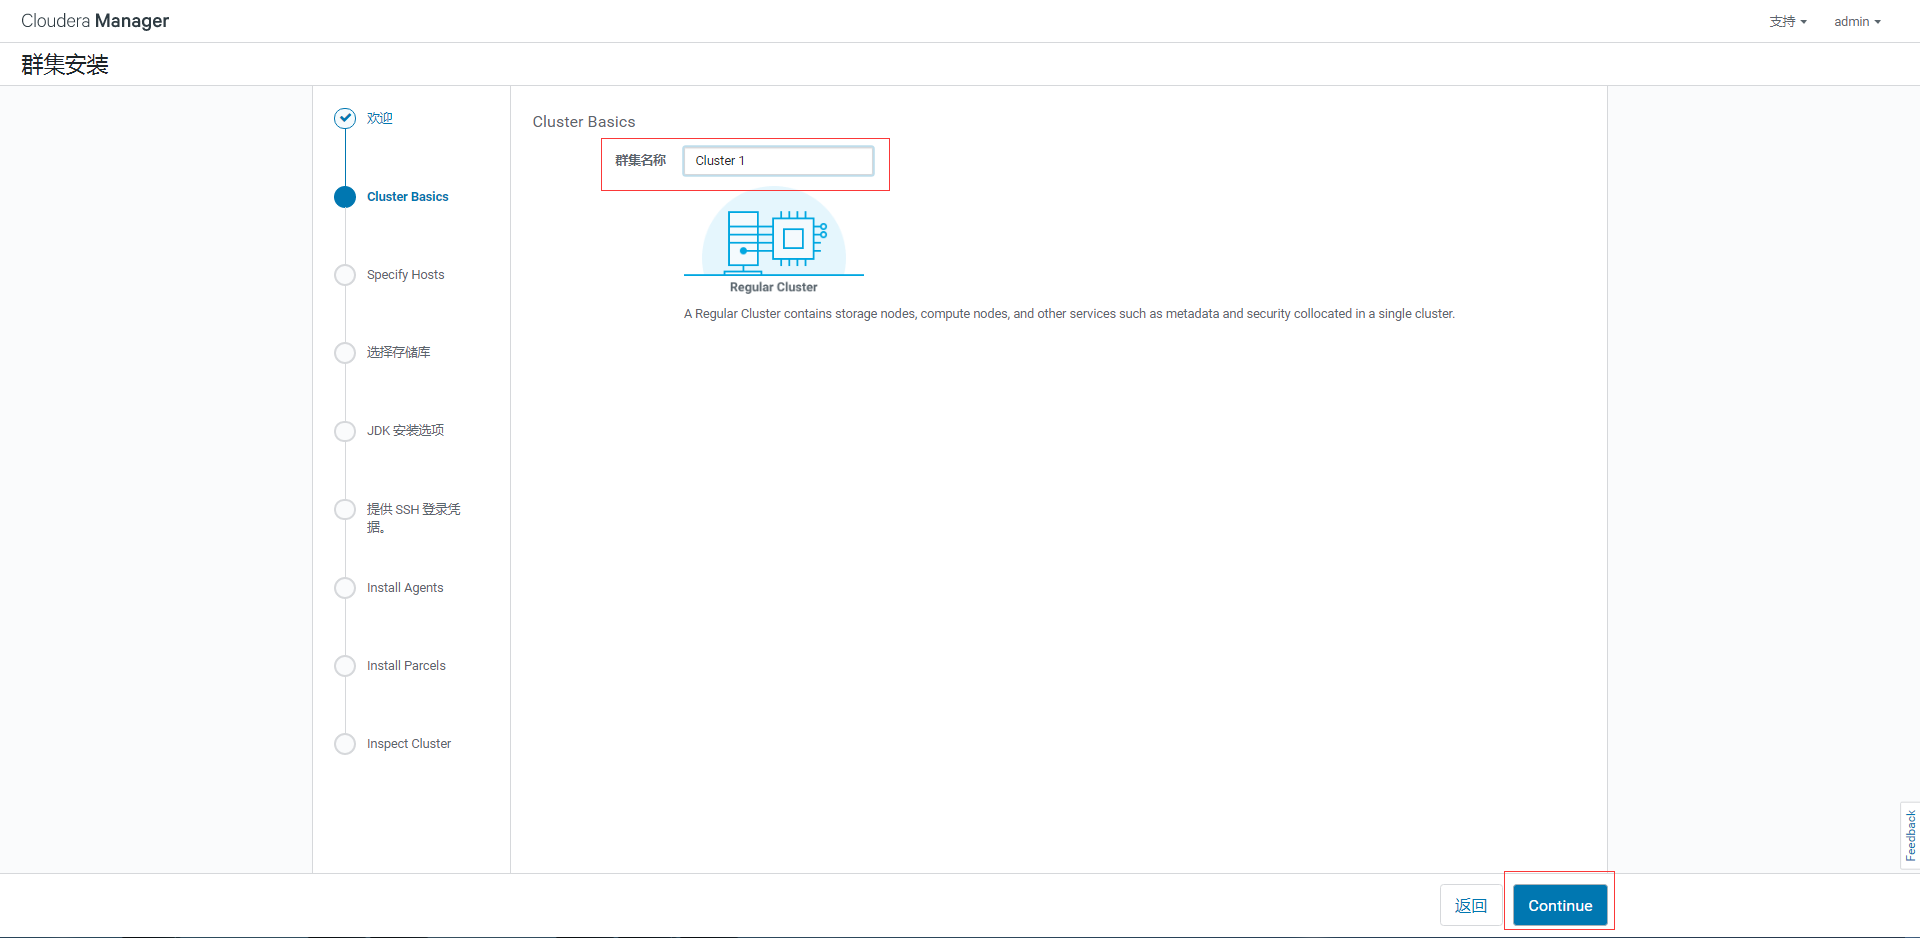 Cloudera Manager
支持
admin
群集安装
欢迎
Cluster Basics
Specify Hosts
选择存储库
JDK 安装选项
提供 SSH 登录凭
据。
Install Agents
Install Parcels
Inspect Cluster
Cluster Basics
群集名称
Cluster 1
Regular Cluster
A Regular Cluster contains storage nodes, compute nodes, and other services such as metadata and security collocated in a single cluster.
Feedback
返回
Continue